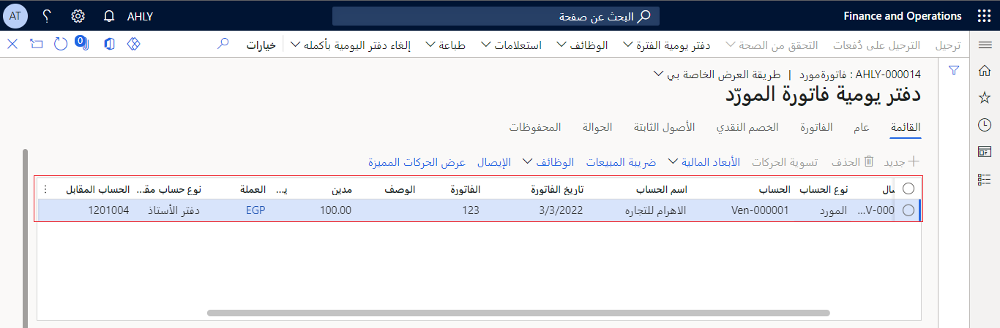 Finance and Operations البحث عن صفحة AHLY AT
ترحيل الترحيل على دُفعات التحقق من الصحة دفتر يومية الفترة الوظائف استعلامات طباعة إلغاء دفتر اليومية بأكمله خيارات 0
AHLY-000014 : فاتورةمورد | طريقة العرض الخاصة بي
دفتر يومية فاتورة المورّد
القائمة عام الفاتورة الخصم النقدي الأصول الثابتة الحوالة المحفوظات
جديد الحذف تسوية الحركات الأبعاد المالية ضريبة المبيعات الوظائف الإيصال عرض الحركات المميزة
نوع الحساب الحساب اسم الحساب تاريخ الفاتورة الفاتورة الوصف مدين يـ... العملة نوع حساب مقـ... الحساب المقابل
V-000... المورد Ven-000001 الاهرام للتجاره 3/3/2022 123 100.00 EGP دفتر الأستاذ 1201004